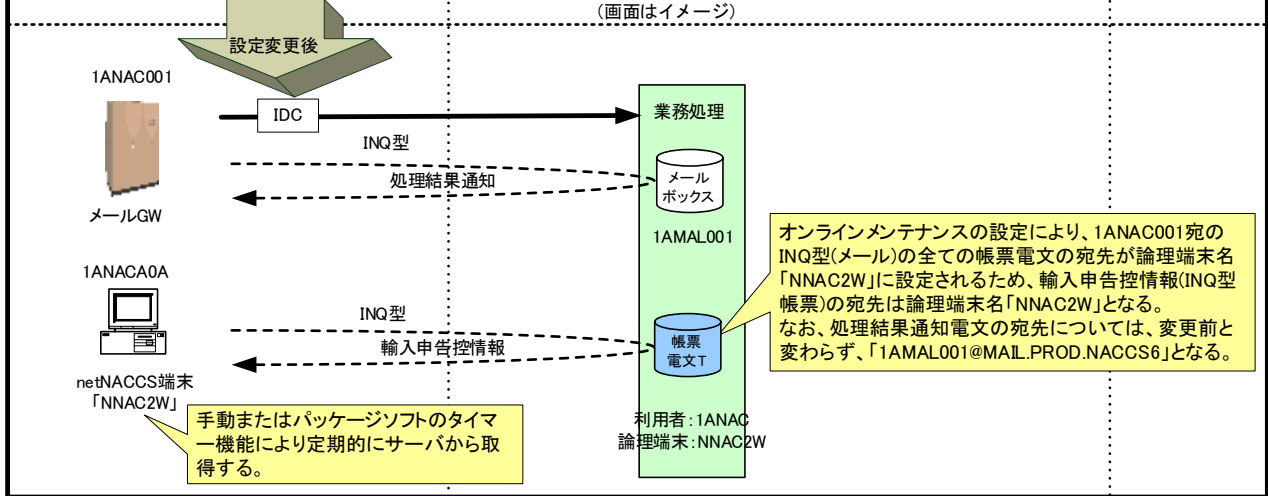 (画面はイメージ)
設定変更後
1ANAC001
IDC
業務処理
INQ型
処理結果通知
メール
ボックス
メールGW
1AMAL001
オンラインメンテナンスの設定により、1ANAC001宛の
INQ型(メール)の全ての帳票電文の宛先が論理端末名
「NNAC2W」に設定されるため、輸入申告控情報(INQ型
帳票)の宛先は論理端末名「NNAC2W」となる。
なお、処理結果通知電文の宛先については、変更前と
変わらず、「1AMAL001@MAIL.PROD.NACCS6」となる。
1ANACA0A
INQ型
輸入申告控情報
帳票
電文T
netNACCS端末
「NNAC2W」
手動またはパッケージソフトのタイマ
ー機能により定期的にサーバから取
得する。
利用者:1ANAC
論理端末:NNAC2W